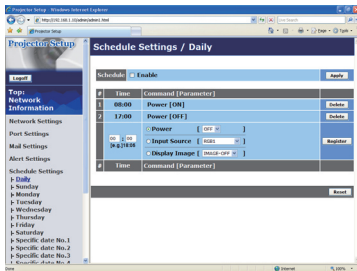 Projector Setup - Windows Internet Explorer
Projector Setup
Page
Tools
Projector Setup
Schedule Settings / Daily
Logoff
Schedule Enable
Apply
Top:
Network
Information
# Time Command [Parameter]
1 08:00 Power [ON] Delete
2 17:00 Power [OFF] Delete
00 : 00
[e.g.]18:08
Power [ OFF ]
Input Source [ RGB1 ]
Display Image [ IMAGE-OFF ]
Register
# Time Command [Parameter]
Reset
Network Settings
Port Settings
Mail Settings
Alert Settings
Schedule Settings
Daily
Sunday
Monday
Tuesday
Wednesday
Thursday
Friday
Saturday
Specific date No.1
Specific date No.2
Specific date No.3
Done
Internet
100%